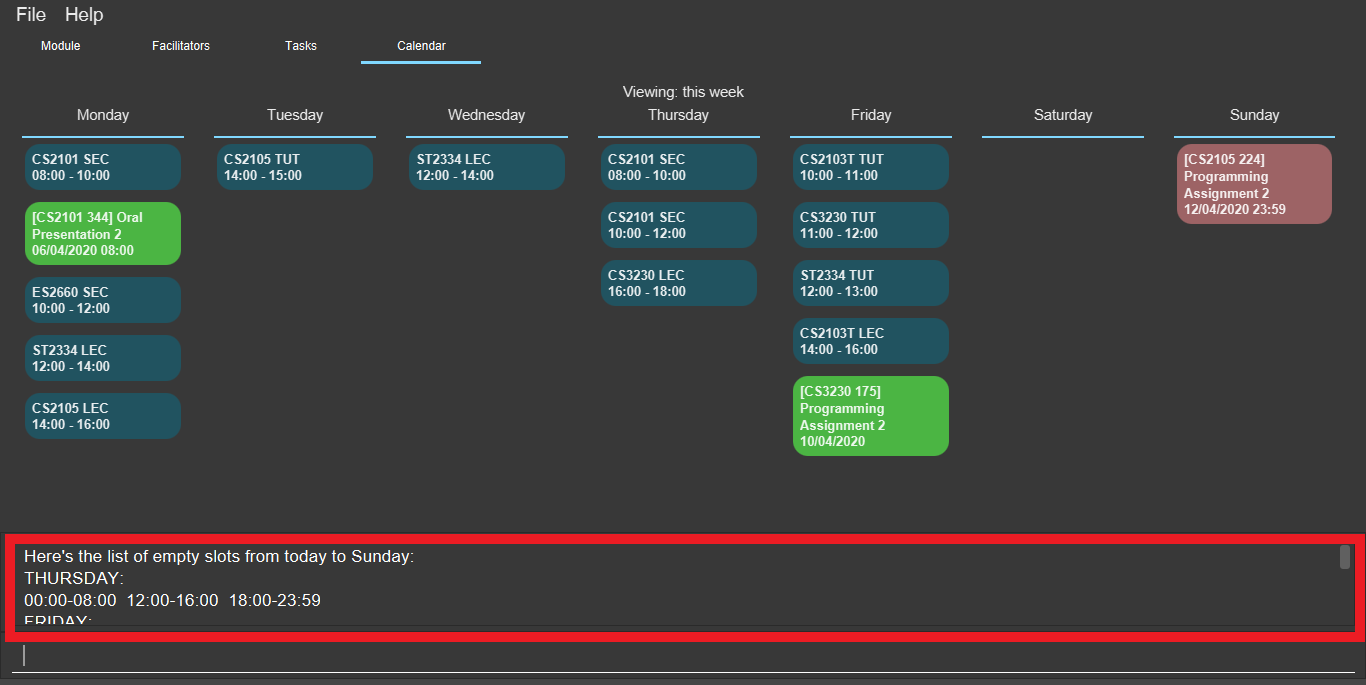 File Help
Module Facilitators Tasks Calendar
Viewing: this week
Monday Tuesday Wednesday Thursday Friday Saturday Sunday
CS2101 SEC
08:00 - 10:00
[CS2101 344] Oral
Presentation 2
06/04/2020 08:00
ES2660 SEC
10:00 - 12:00
ST2334 LEC
12:00 - 14:00
CS2105 LEC
14:00 - 16:00
CS2105 TUT
14:00 - 15:00
ST2334 LEC
12:00 - 14:00
CS2101 SEC
08:00 - 10:00
CS2101 SEC
10:00 - 12:00
CS3230 LEC
16:00 - 18:00
CS2103T TUT
10:00 - 11:00
CS3230 TUT
11:00 - 12:00
ST2334 TUT
12:00 - 13:00
CS2103T LEC
14:00 - 16:00
[CS3230 175]
Programming
Assignment 2
10/04/2020
[CS2105 224]
Programming
Assignment 2
12/04/2020 23:59
Here's the list of empty slots from today to Sunday:
THURSDAY:
00:00-08:00 12:00-16:00 18:00-23:59
FRIDAY: